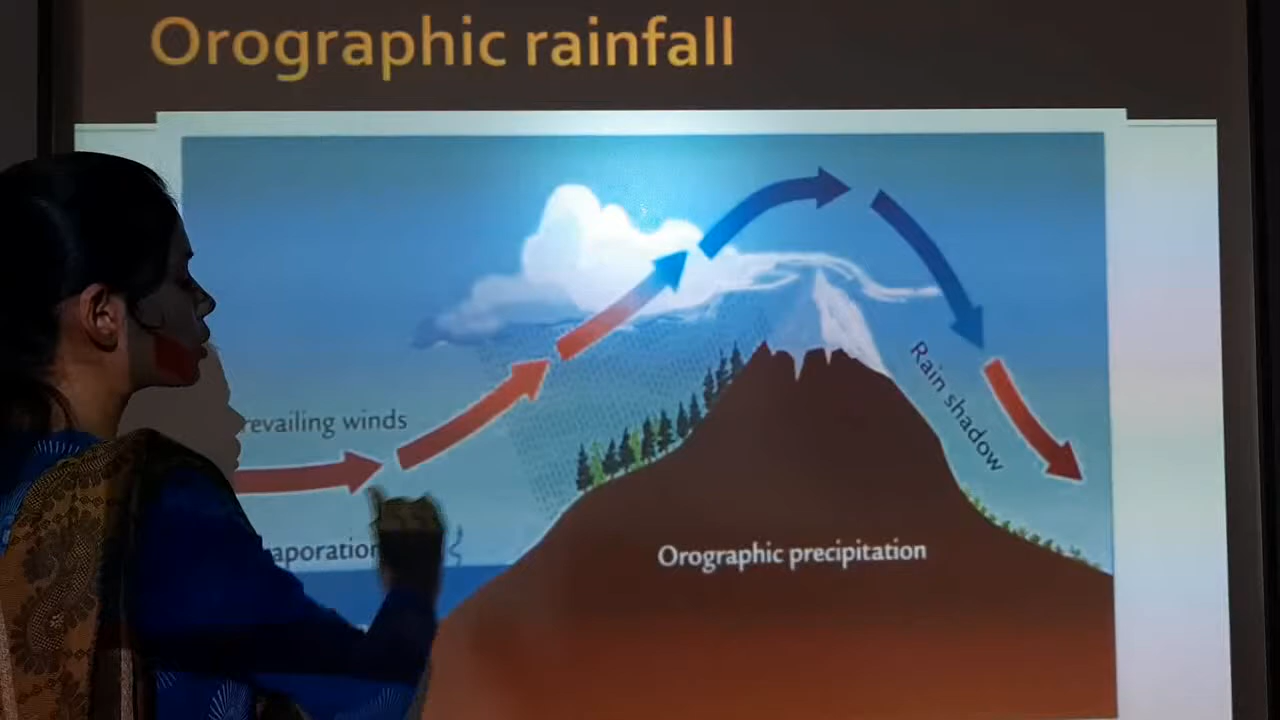 Orographic rainfall
revailing winds
Rain shadow
aporation
Orographic precipitation